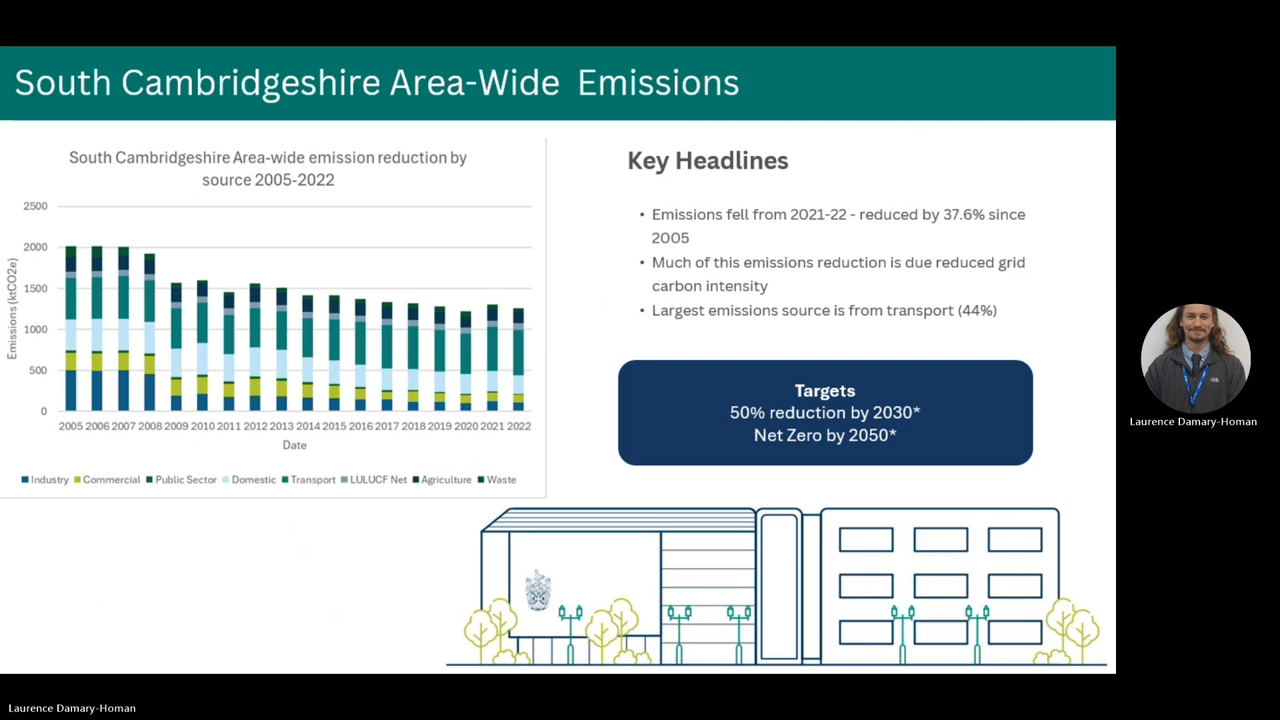 South Cambridgeshire Area-Wide Emissions
South Cambridgeshire Area-wide emission reduction by
source 2005-2022
2500
2000
1500
1000
500
0
Emissions (ktCO2e)
2005 2006 2007 2008 2009 2010 2011 2012 2013 2014 2015 2016 2017 2018 2019 2020 2021 2022
Date
Industry Commercial Public Sector Domestic Transport LULUCF Net Agriculture Waste
Key Headlines
• Emissions fell from 2021-22 - reduced by 37.6% since
2005
• Much of this emissions reduction is due reduced grid
carbon intensity
• Largest emissions source is from transport (44%)
Targets
50% reduction by 2030*
Net Zero by 2050*
Laurence Damary-Homan
Laurence Damary-Homan